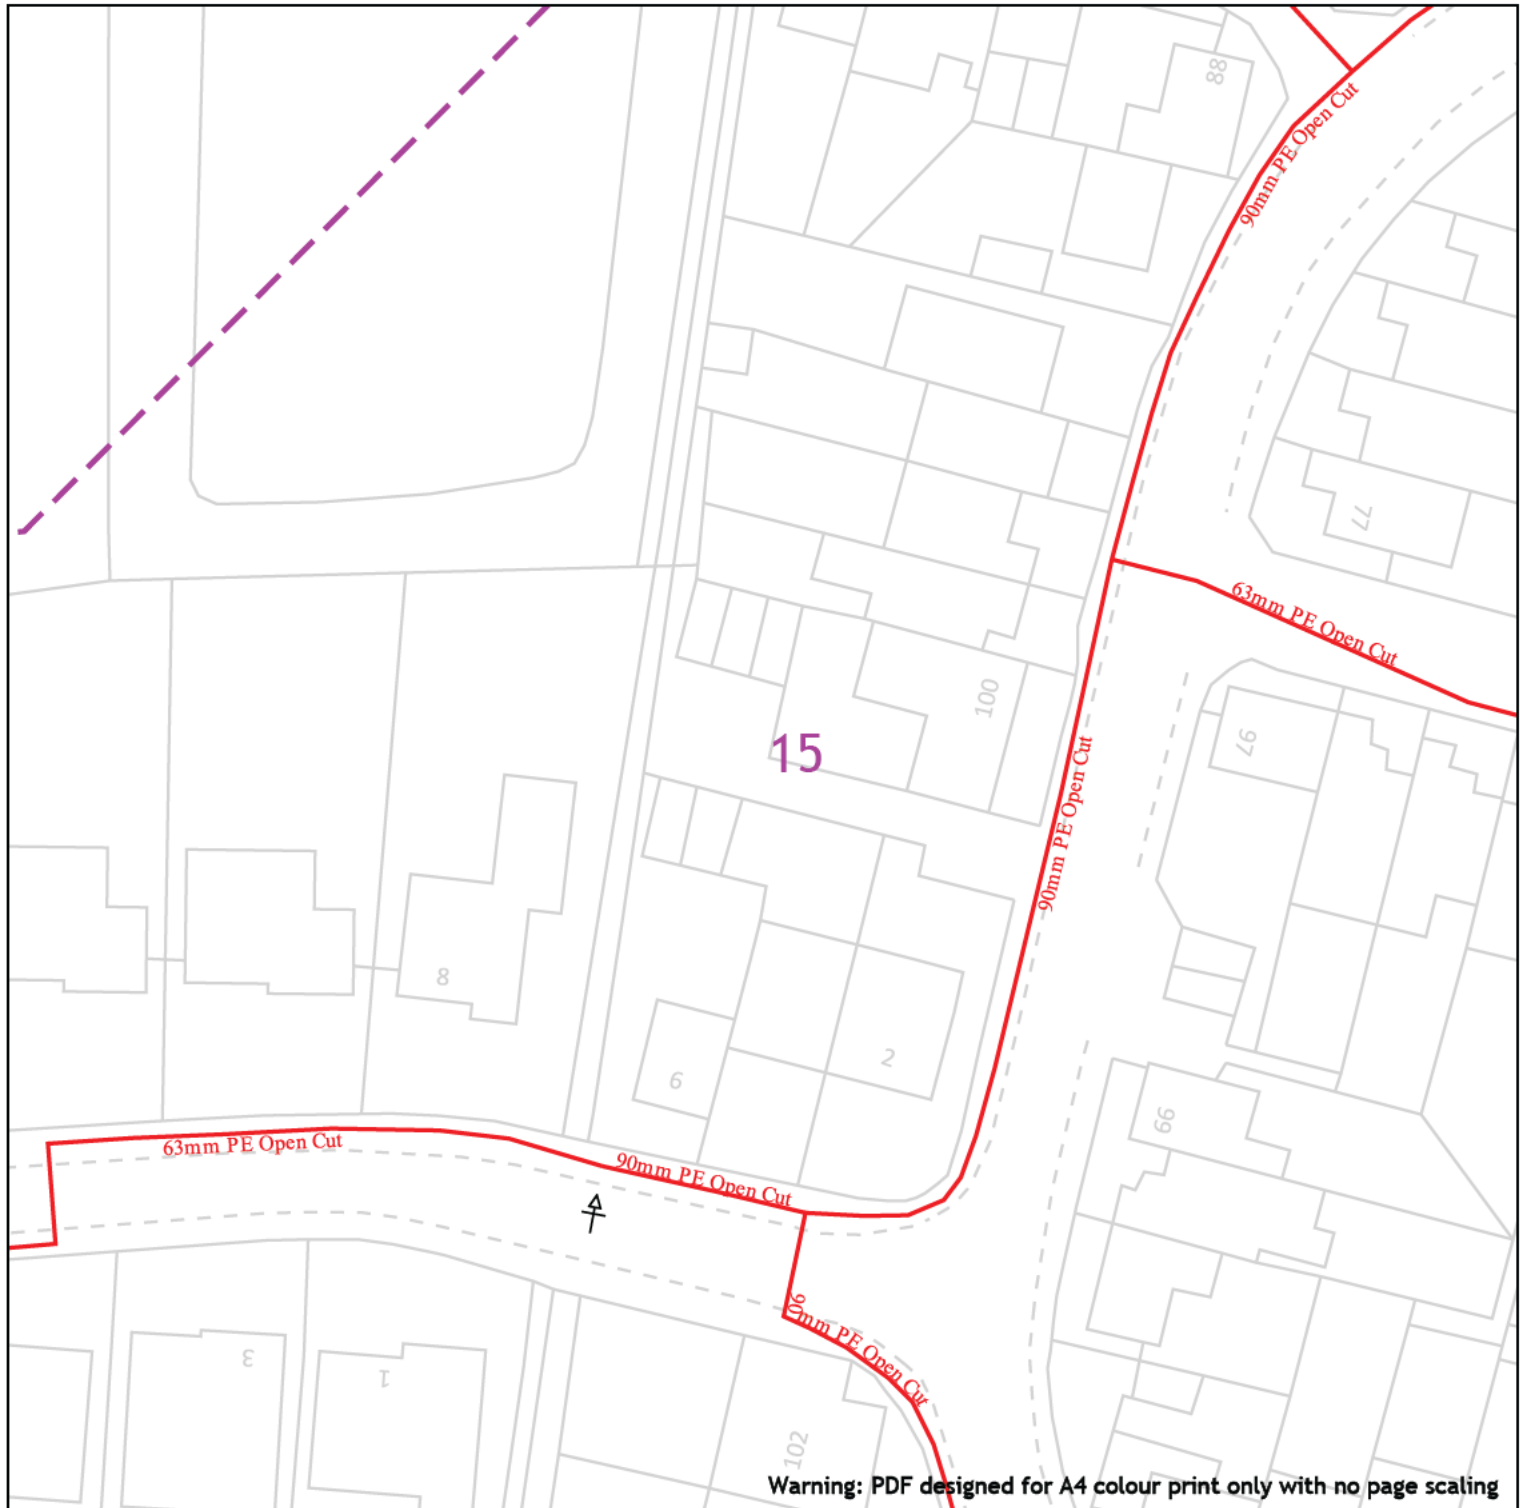 88
90mm PE Open Cut
77
63mm PE Open Cut
100
15
97
90mm PE Open Cut
8
2
6
99
63mm PE Open Cut
90mm PE Open Cut
90mm PE Open Cut
3
1
102
Warning: PDF designed for A4 colour print only with no page scaling